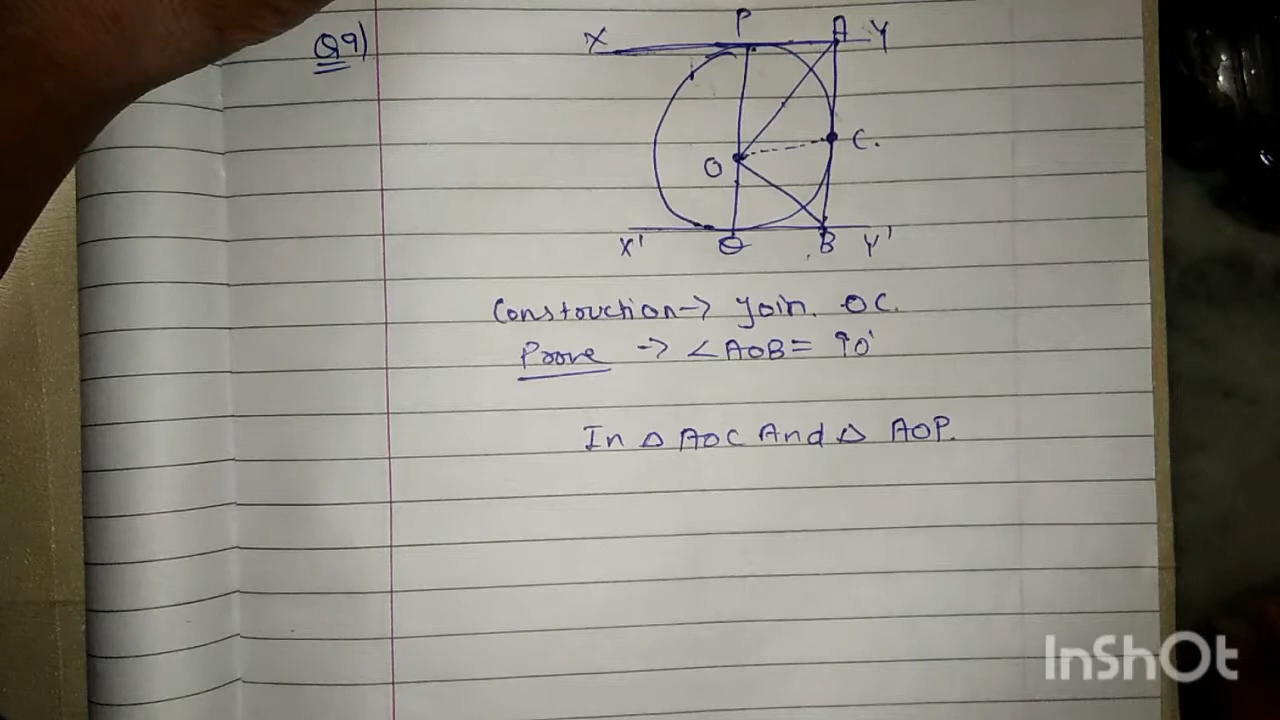 Q9)
X P A Y
O C.
X' Q B Y'
Construction -> Join. OC.
Prove -> ∠AOB = 90°
In △ AOC And △ AOP.
InShOt